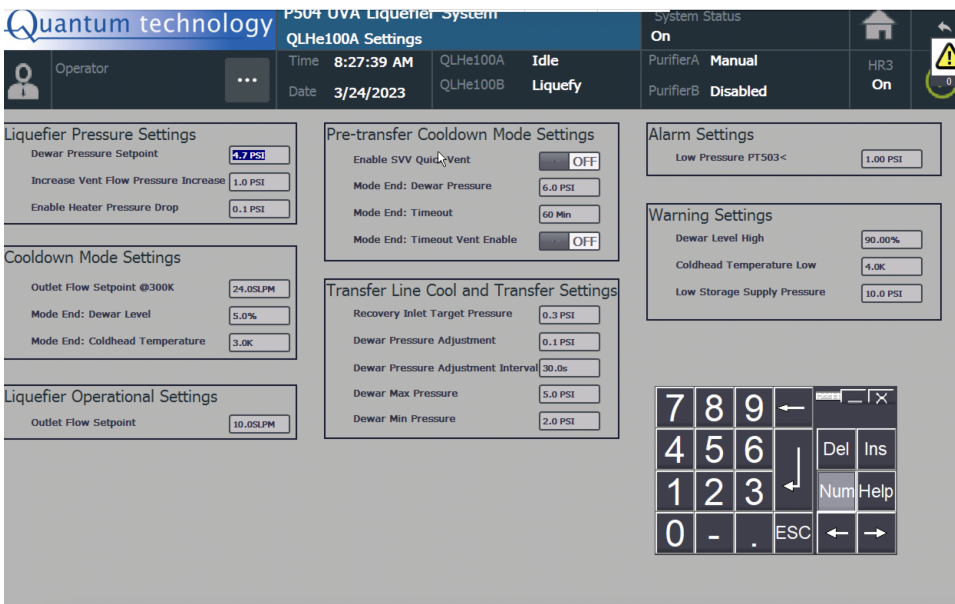 Quantum technology
P504 UVA Liquefier System
QLHe100A Settings
System Status
On
Operator
...
Time 8:27:39 AM
Date 3/24/2023
QLHe100A Idle
QLHe100B Liquefy
PurifierA Manual
PurifierB Disabled
HR3
On
0
Liquefier Pressure Settings
Dewar Pressure Setpoint 4.7 PSI
Increase Vent Flow Pressure Increase 1.0 PSI
Enable Heater Pressure Drop 0.1 PSI
Cooldown Mode Settings
Outlet Flow Setpoint @300K 24.0SLPM
Mode End: Dewar Level 5.0%
Mode End: Coldhead Temperature 3.0K
Liquefier Operational Settings
Outlet Flow Setpoint 10.0SLPM
Pre-transfer Cooldown Mode Settings
Enable SVV Quick Vent OFF
Mode End: Dewar Pressure 6.0 PSI
Mode End: Timeout 60 Min
Mode End: Timeout Vent Enable OFF
Transfer Line Cool and Transfer Settings
Recovery Inlet Target Pressure 0.3 PSI
Dewar Pressure Adjustment 0.1 PSI
Dewar Pressure Adjustment Interval 30.0s
Dewar Max Pressure 5.0 PSI
Dewar Min Pressure 2.0 PSI
Alarm Settings
Low Pressure PT503< 1.00 PSI
Warning Settings
Dewar Level High 90.00%
Coldhead Temperature Low 4.0K
Low Storage Supply Pressure 10.0 PSI
7 8 9 ←
4 5 6 Del Ins
1 2 3 Num Help
0 - . ESC ← →